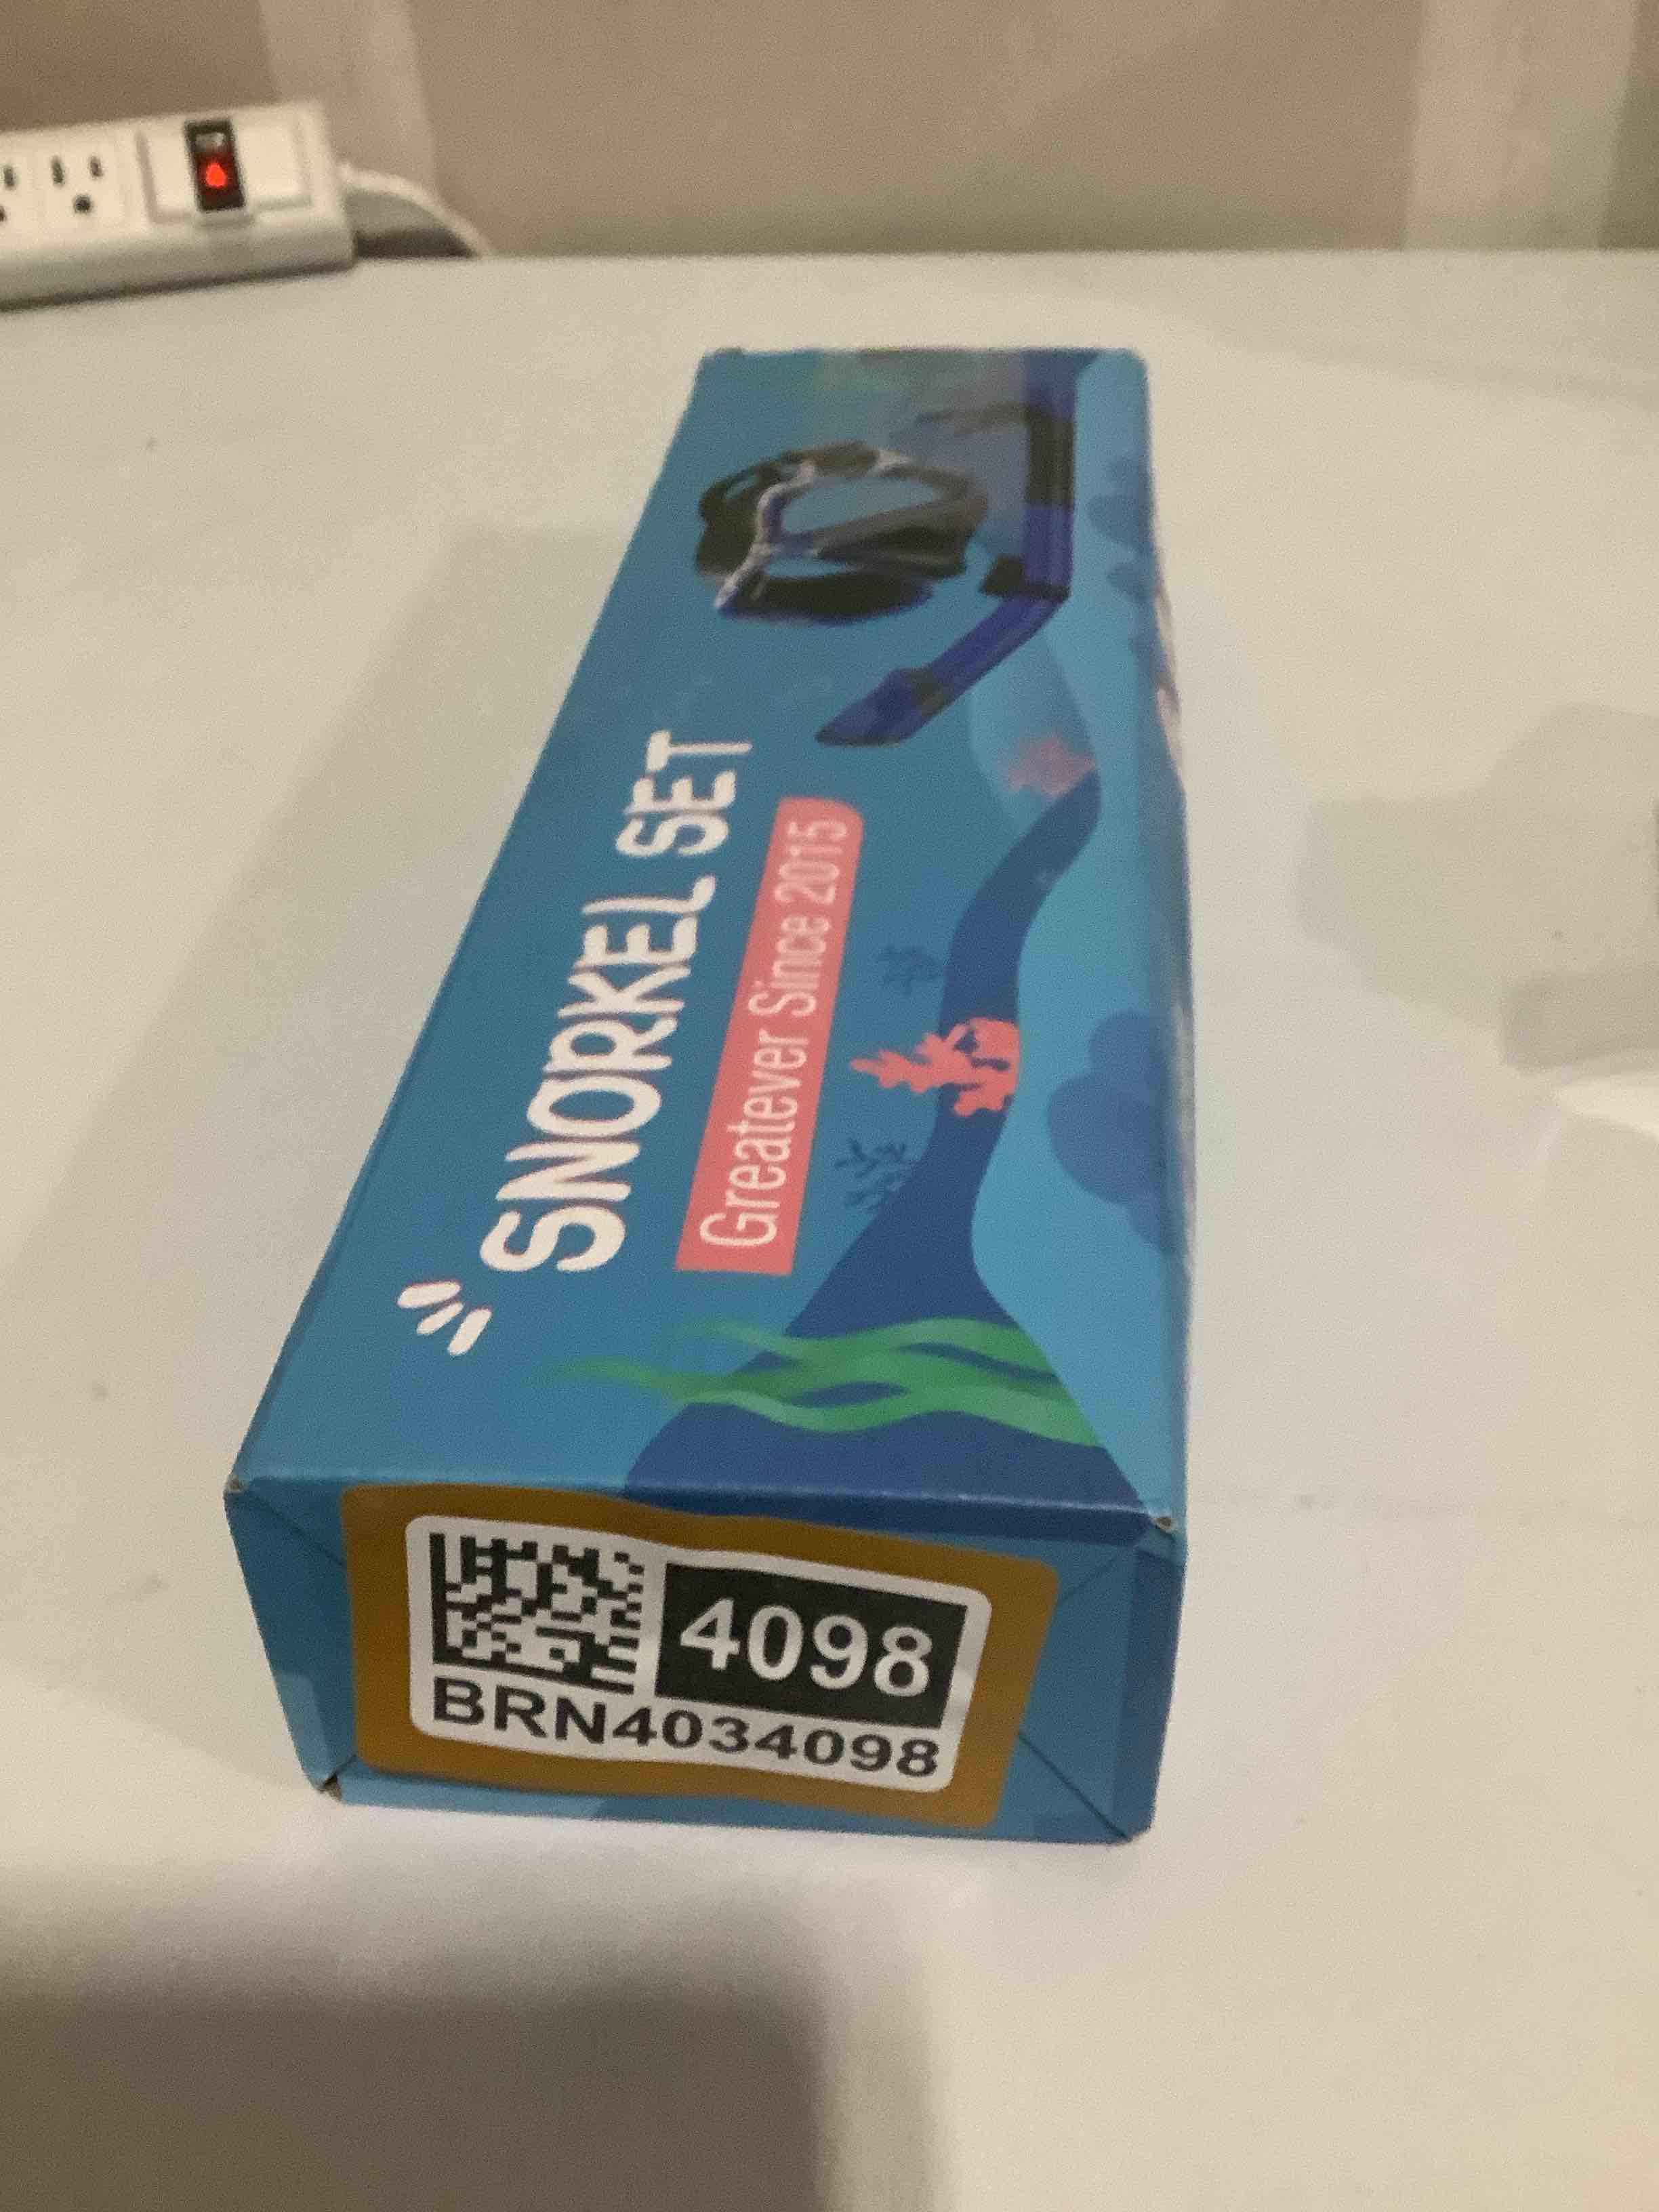 SNORKEL SET
Greatever Since 2015
4098
BRN4034098